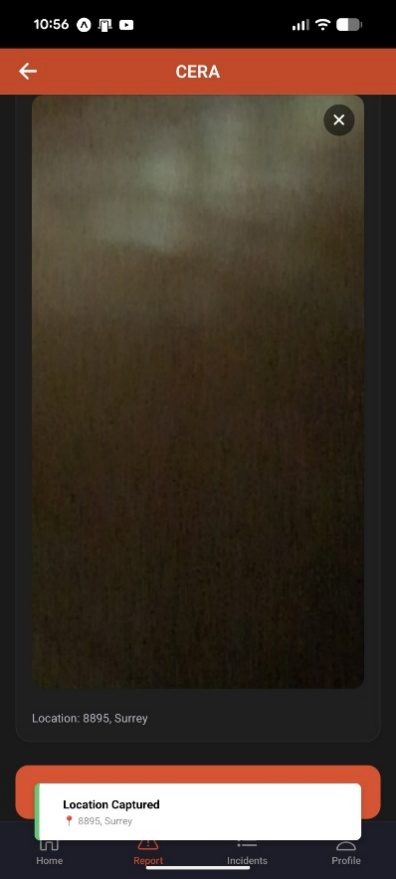 10:56
CERA
Location: 8895, Surrey
Location Captured
8895, Surrey
Home
Report
Incidents
Profile